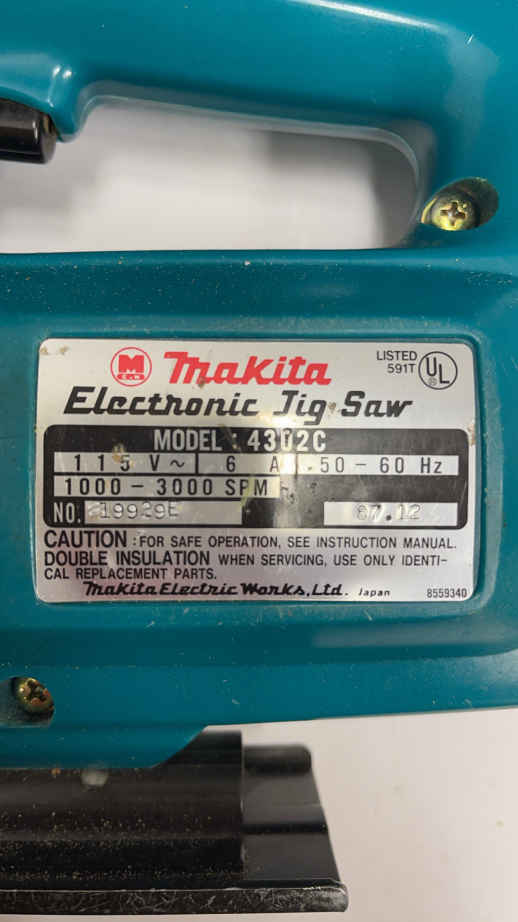 M
E.W.
Makita
LISTED
591T
UL
®
Electronic Jig Saw
MODEL : 4302C
115 V ~ 6 A 50 - 60 Hz
1000 - 3000 SPM
NO. 19929E 87.12
CAUTION : FOR SAFE OPERATION, SEE INSTRUCTION MANUAL.
DOUBLE INSULATION WHEN SERVICING, USE ONLY IDENTI-
CAL REPLACEMENT PARTS.
Makita Electric Works, Ltd. Japan 855934D